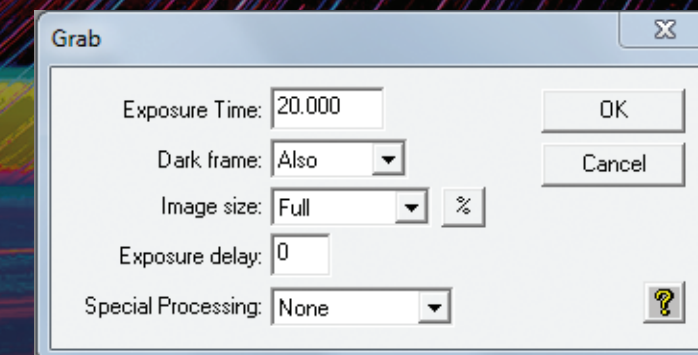 Grab
Exposure Time: 20.000
OK
Dark frame: Also
Cancel
Image size: Full %
Exposure delay: 0
Special Processing: None
?